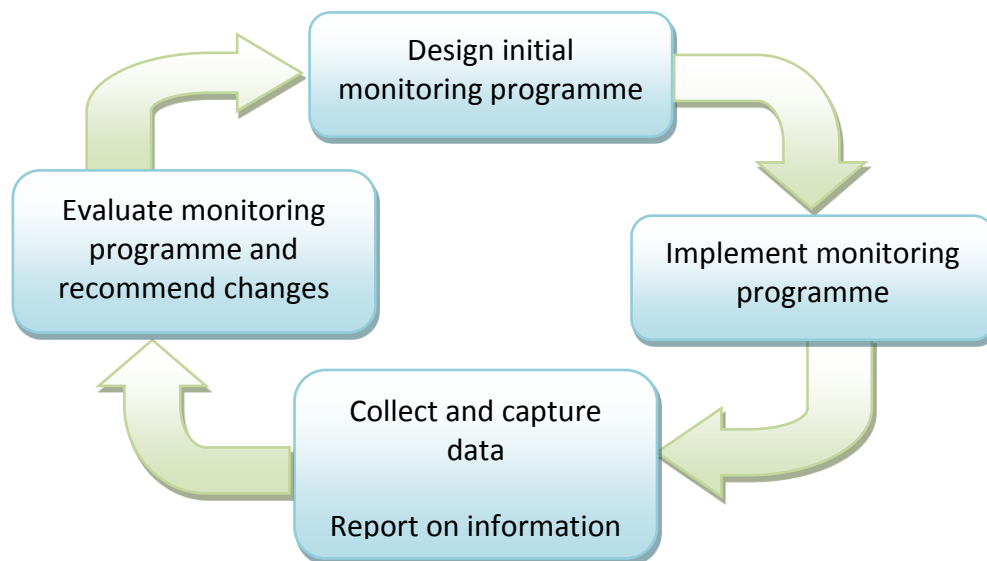 Design initial
monitoring programme
Implement monitoring
programme
Collect and capture
data
Report on information
Evaluate monitoring
programme and
recommend changes